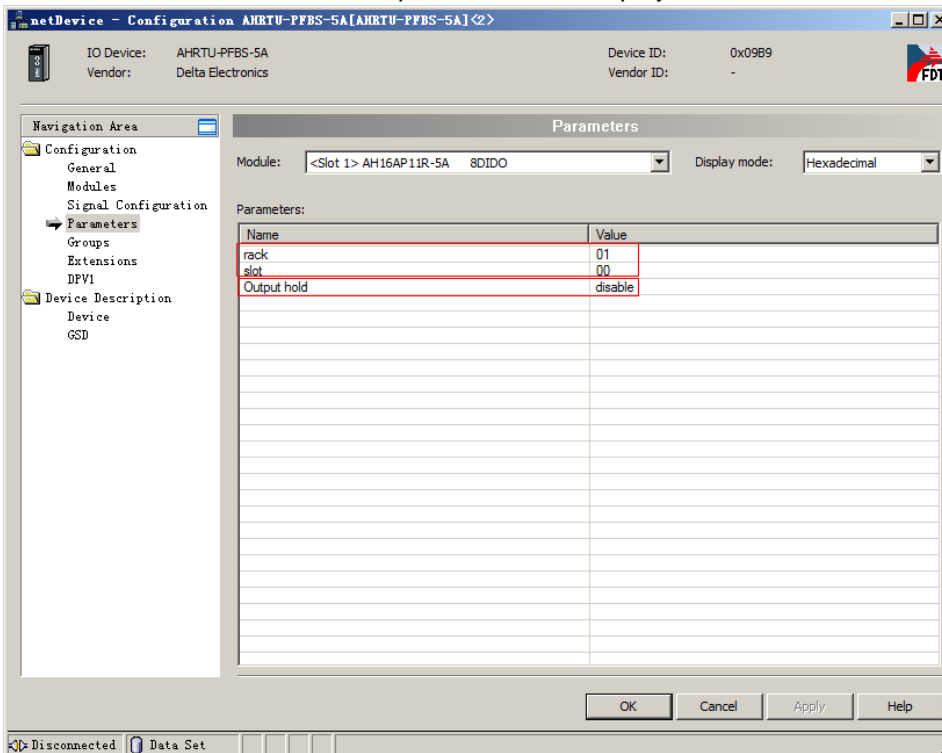 netDevice - Configuration AHRTU-PFBS-5A[AHRTU-PFBS-5A]<2>
IO Device: AHRTU-PFBS-5A Device ID: 0x09B9
Vendor: Delta Electronics Vendor ID: -
FDT
Navigation Area
Parameters
Configuration
General
Modules
Signal Configuration
Parameters
Groups
Extensions
DPV1
Device Description
Device
GSD
Module: <Slot 1> AH16AP11R-5A 8DIDO Display mode: Hexadecimal
Parameters:
Name Value
rack 01
slot 00
Output hold disable
OK Cancel Apply Help
Disconnected Data Set